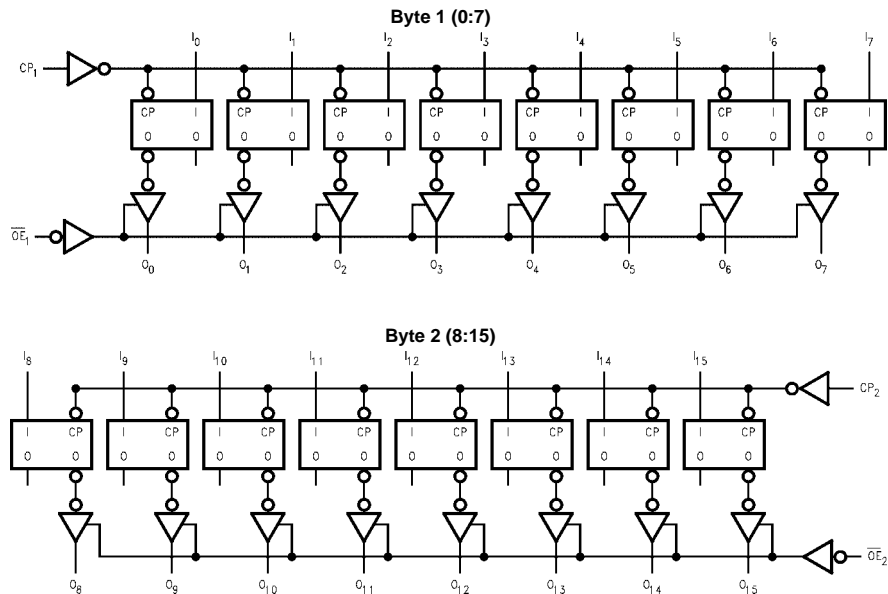 Byte 1 (0:7)
I₀ I₁ I₂ I₃ I₄ I₅ I₆ I₇
CP₁
CP I CP I CP I CP I CP I CP I CP I CP I
O O O O O O O O O O O O O O O O
O̅E̅₁
O₀ O₁ O₂ O₃ O₄ O₅ O₆ O₇
Byte 2 (8:15)
I₈ I₉ I₁₀ I₁₁ I₁₂ I₁₃ I₁₄ I₁₅
CP₂
I CP I CP I CP I CP I CP I CP I CP I CP
O O O O O O O O O O O O O O O O
O̅E̅₂
O₈ O₉ O₁₀ O₁₁ O₁₂ O₁₃ O₁₄ O₁₅